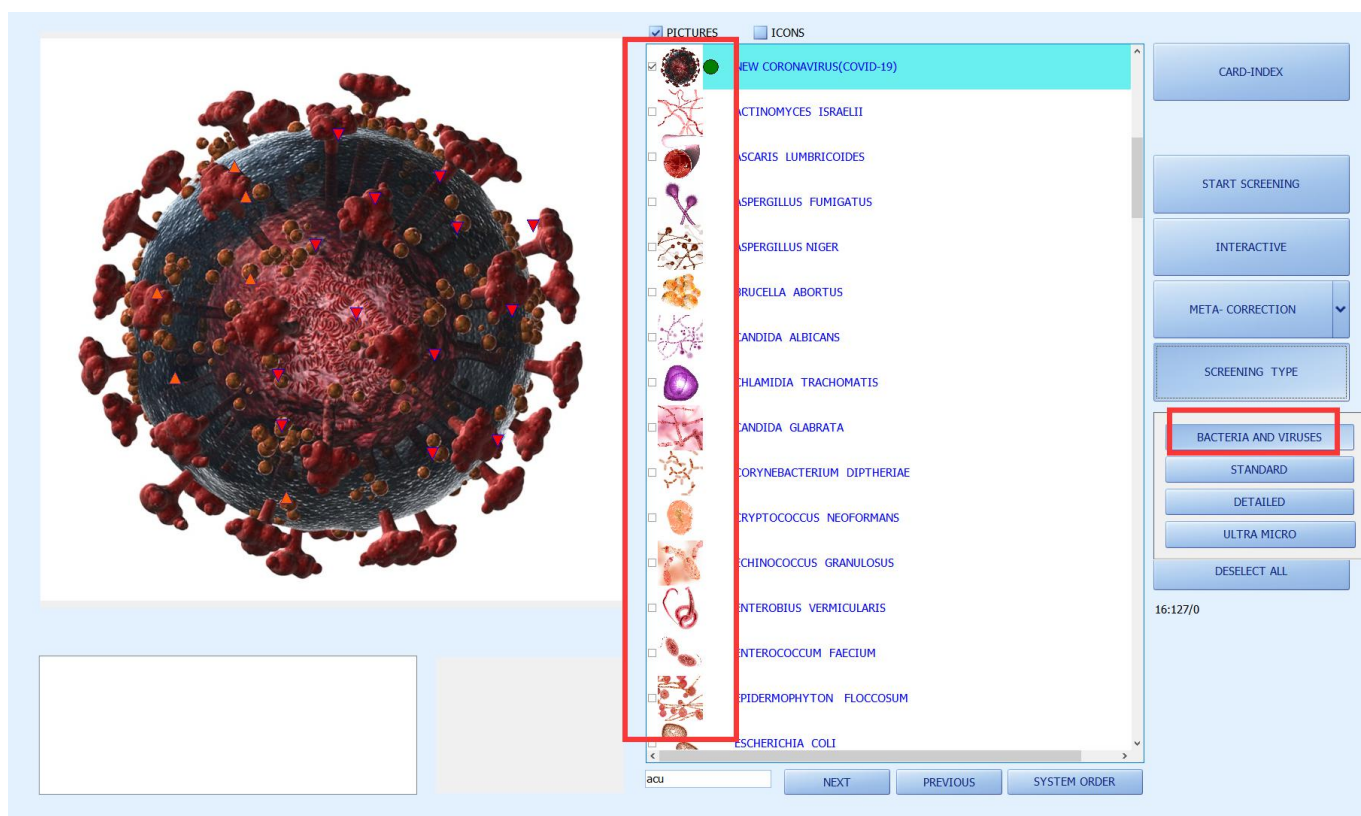 PICTURES
ICONS
NEW CORONAVIRUS(COVID-19)
ACTINOMYCES ISRAELII
ASCARIS LUMBRICOIDES
ASPERGILLUS FUMIGATUS
ASPERGILLUS NIGER
BRUCELLA ABORTUS
CANDIDA ALBICANS
CHLAMIDIA TRACHOMATIS
CANDIDA GLABRATA
CORYNEBACTERIUM DIPTHERIAE
CRYPTOCOCCUS NEOFORMANS
ECHINOCOCCUS GRANULOSUS
ENTEROBIUS VERMICULARIS
ENTEROCOCCUM FAECIUM
EPIDERMOPHYTON FLOCCOSUM
ESCHERICHIA COLI
acu
NEXT
PREVIOUS
SYSTEM ORDER
CARD-INDEX
START SCREENING
INTERACTIVE
META- CORRECTION
SCREENING TYPE
BACTERIA AND VIRUSES
STANDARD
DETAILED
ULTRA MICRO
DESELECT ALL
16:127/0